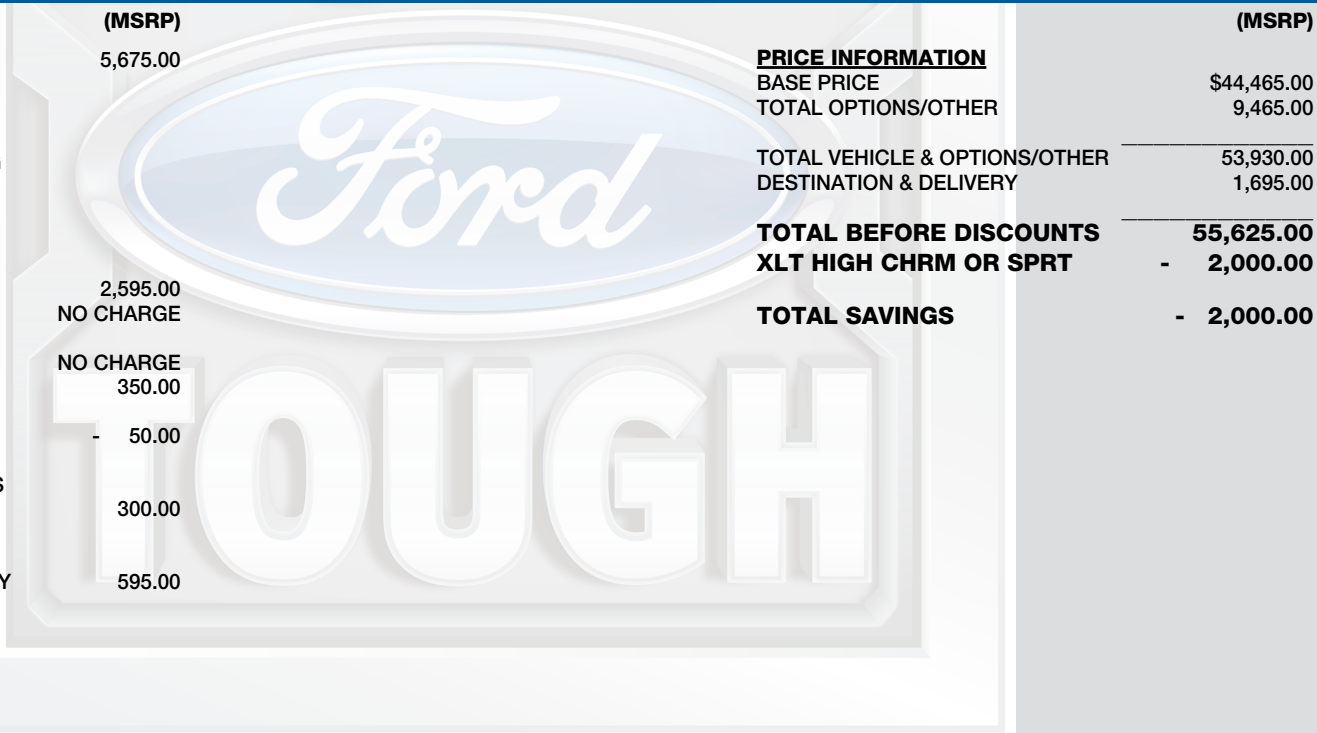 (MSRP)
5,675.00
2,595.00
NO CHARGE
NO CHARGE
350.00
- 50.00
S
300.00
Y 595.00
Ford
TOUGH
(MSRP)
PRICE INFORMATION
BASE PRICE $44,465.00
TOTAL OPTIONS/OTHER 9,465.00
TOTAL VEHICLE & OPTIONS/OTHER 53,930.00
DESTINATION & DELIVERY 1,695.00
TOTAL BEFORE DISCOUNTS 55,625.00
XLT HIGH CHRM OR SPRT - 2,000.00
TOTAL SAVINGS - 2,000.00